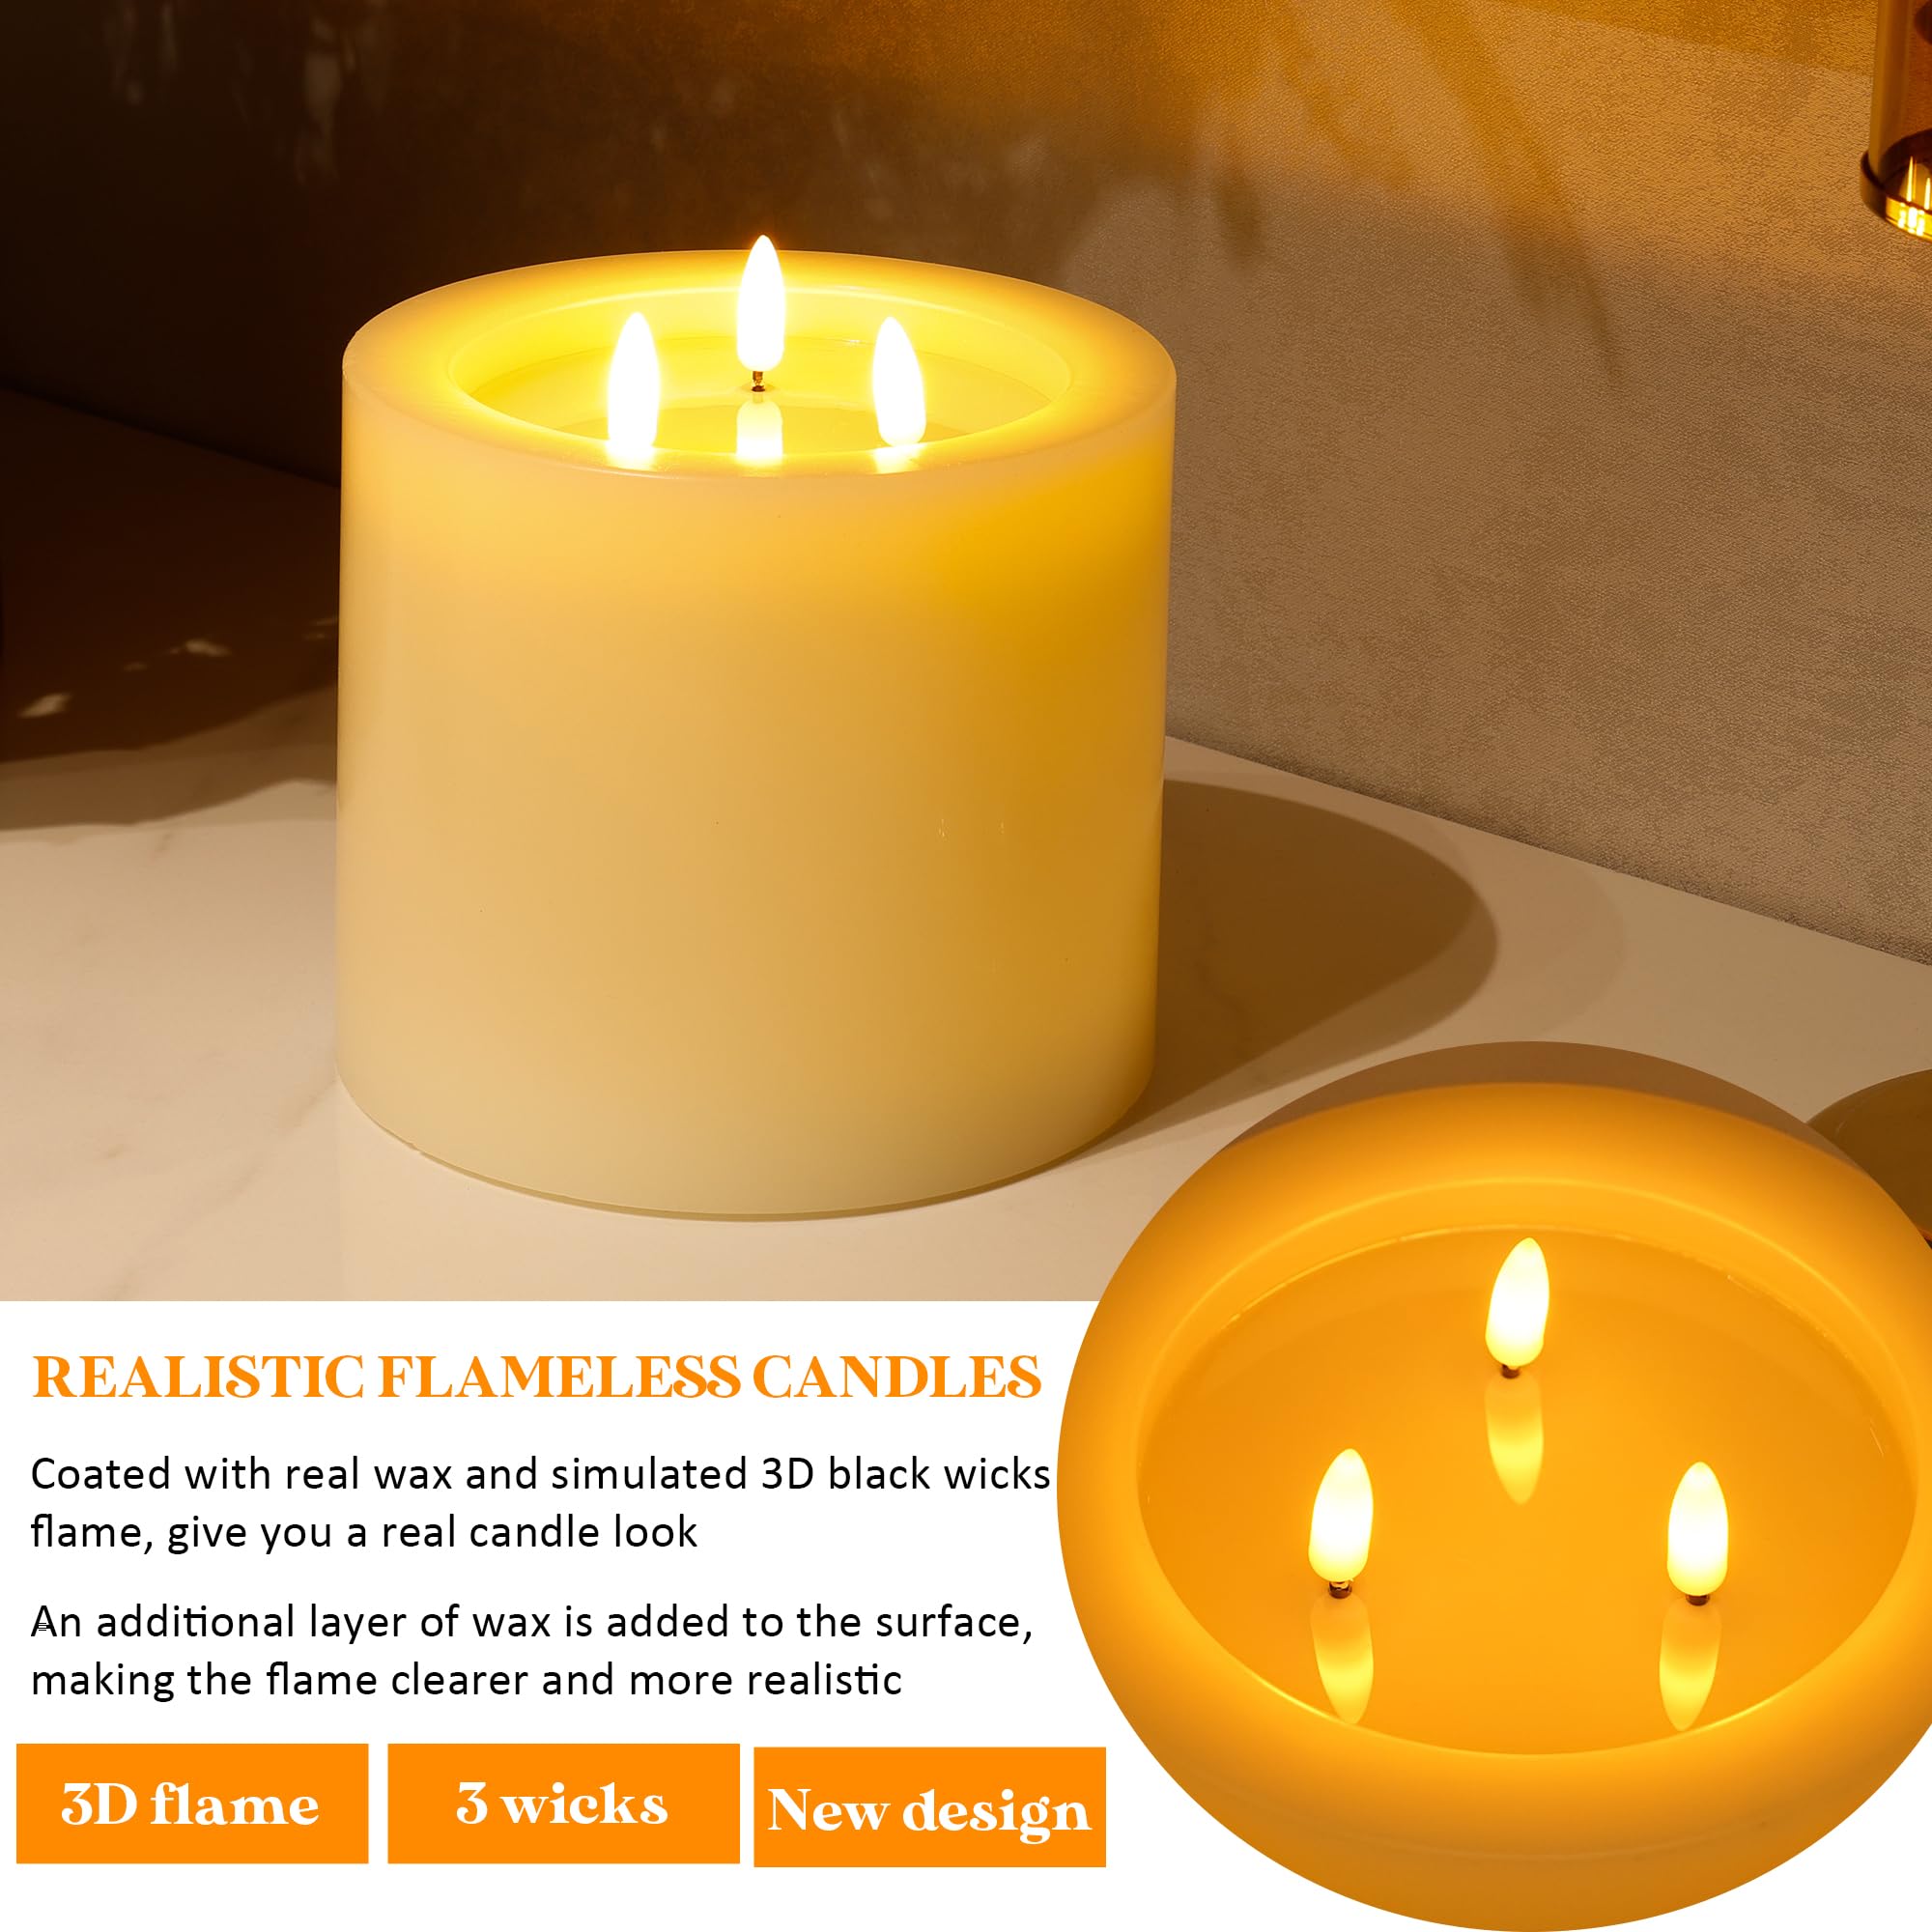 REALISTIC FLAMELESS CANDLES
Coated with real wax and simulated 3D black wicks
flame, give you a real candle look
An additional layer of wax is added to the surface,
making the flame clearer and more realistic
3D flame
3 wicks
New design